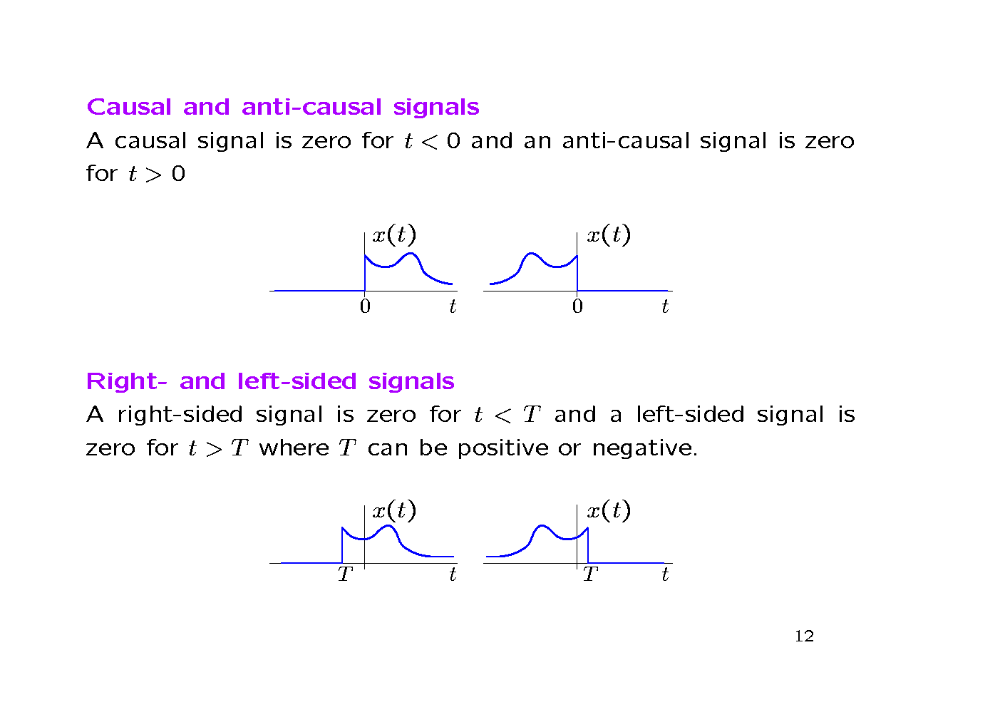 Causal and anti-causal signals
A causal signal is zero for t < 0 and an anti-causal signal is zero
for t > 0
x(t) x(t)
0 t 0 t
Right- and left-sided signals
A right-sided signal is zero for t < T and a left-sided signal is
zero for t > T where T can be positive or negative.
x(t) x(t)
T t T t
12